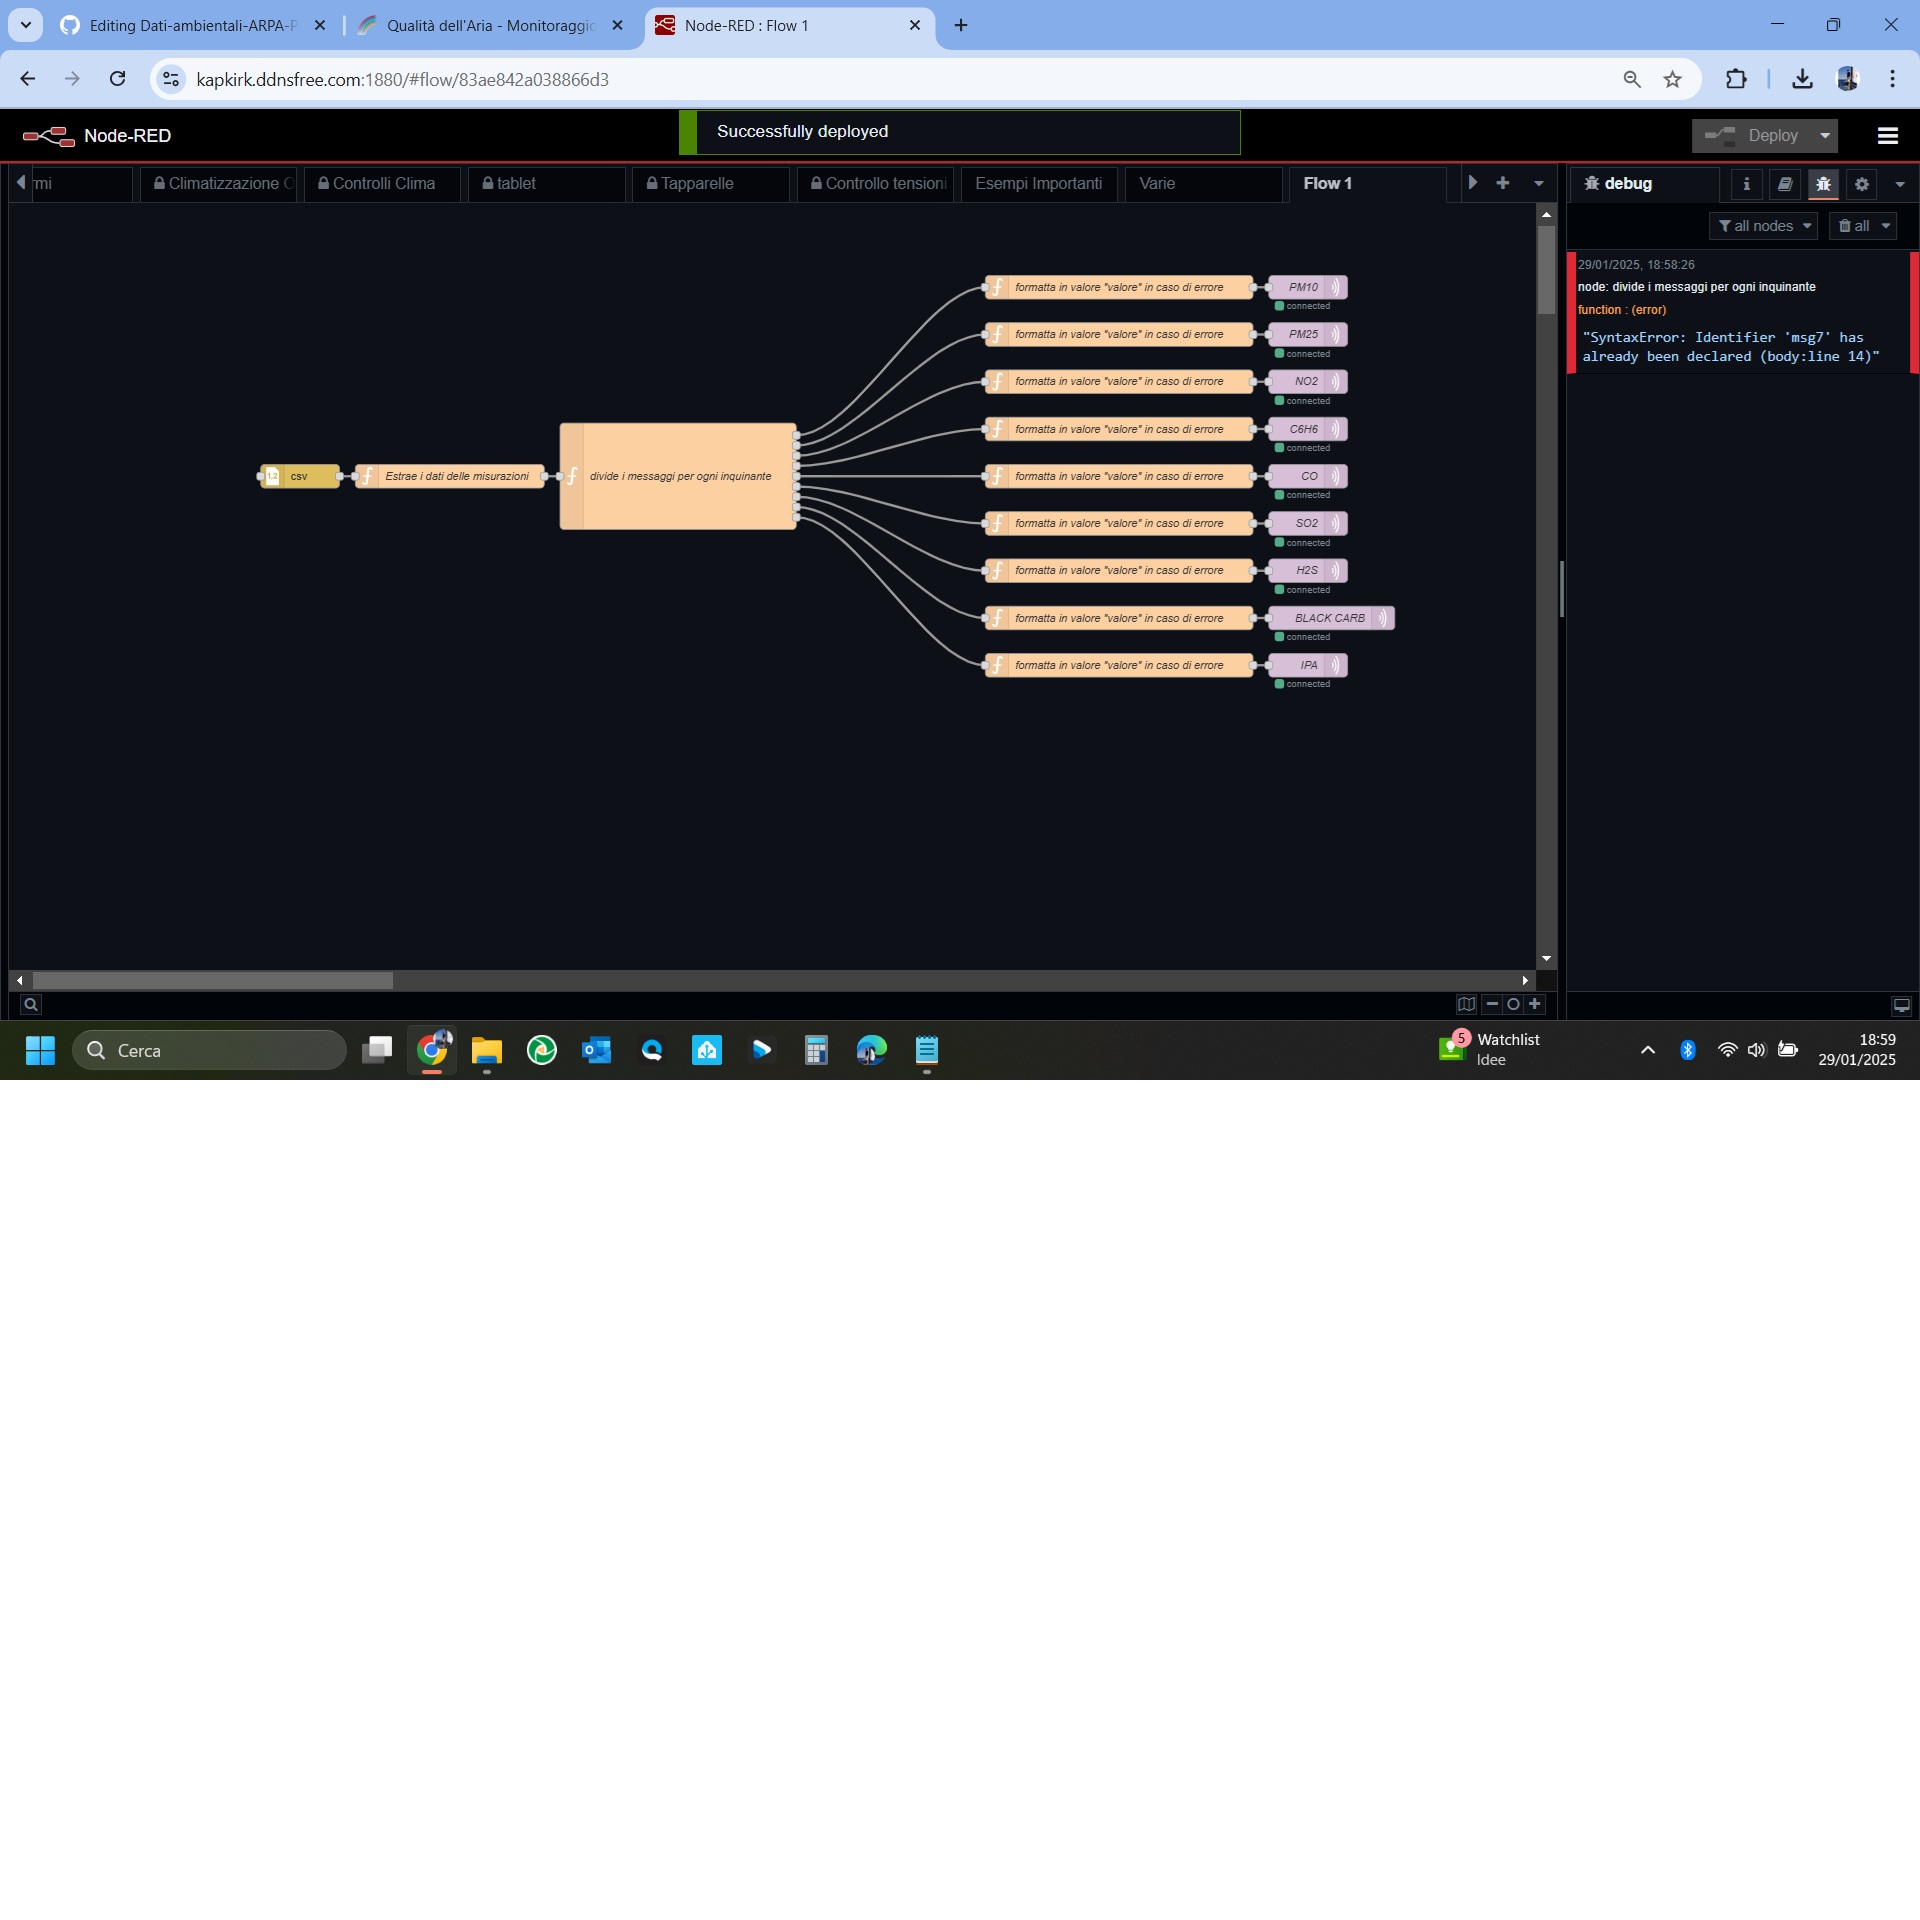 Editing Dati-ambientali-ARPA-P
Qualità dell'Aria - Monitoraggio
Node-RED : Flow 1
kapkirk.ddnsfree.com:1880/#flow/83ae842a038866d3
Node-RED
Successfully deployed
Deploy
rmi
Climatizzazione C
Controlli Clima
tablet
Tapparelle
Controllo tensioni
Esempi Importanti
Varie
Flow 1
debug
all nodes
all
29/01/2025, 18:58:26
node: divide i messaggi per ogni inquinante
function : (error)
"SyntaxError: Identifier 'msg7' has
already been declared (body:line 14)"
formatta in valore "valore" in caso di errore
PM10
connected
formatta in valore "valore" in caso di errore
PM25
connected
formatta in valore "valore" in caso di errore
NO2
connected
formatta in valore "valore" in caso di errore
C6H6
connected
csv
Estrae i dati delle misurazioni
divide i messaggi per ogni inquinante
formatta in valore "valore" in caso di errore
CO
connected
formatta in valore "valore" in caso di errore
SO2
connected
formatta in valore "valore" in caso di errore
H2S
connected
formatta in valore "valore" in caso di errore
BLACK CARB
connected
formatta in valore "valore" in caso di errore
IPA
connected
Cerca
5
Watchlist
Idee
18:59
29/01/2025